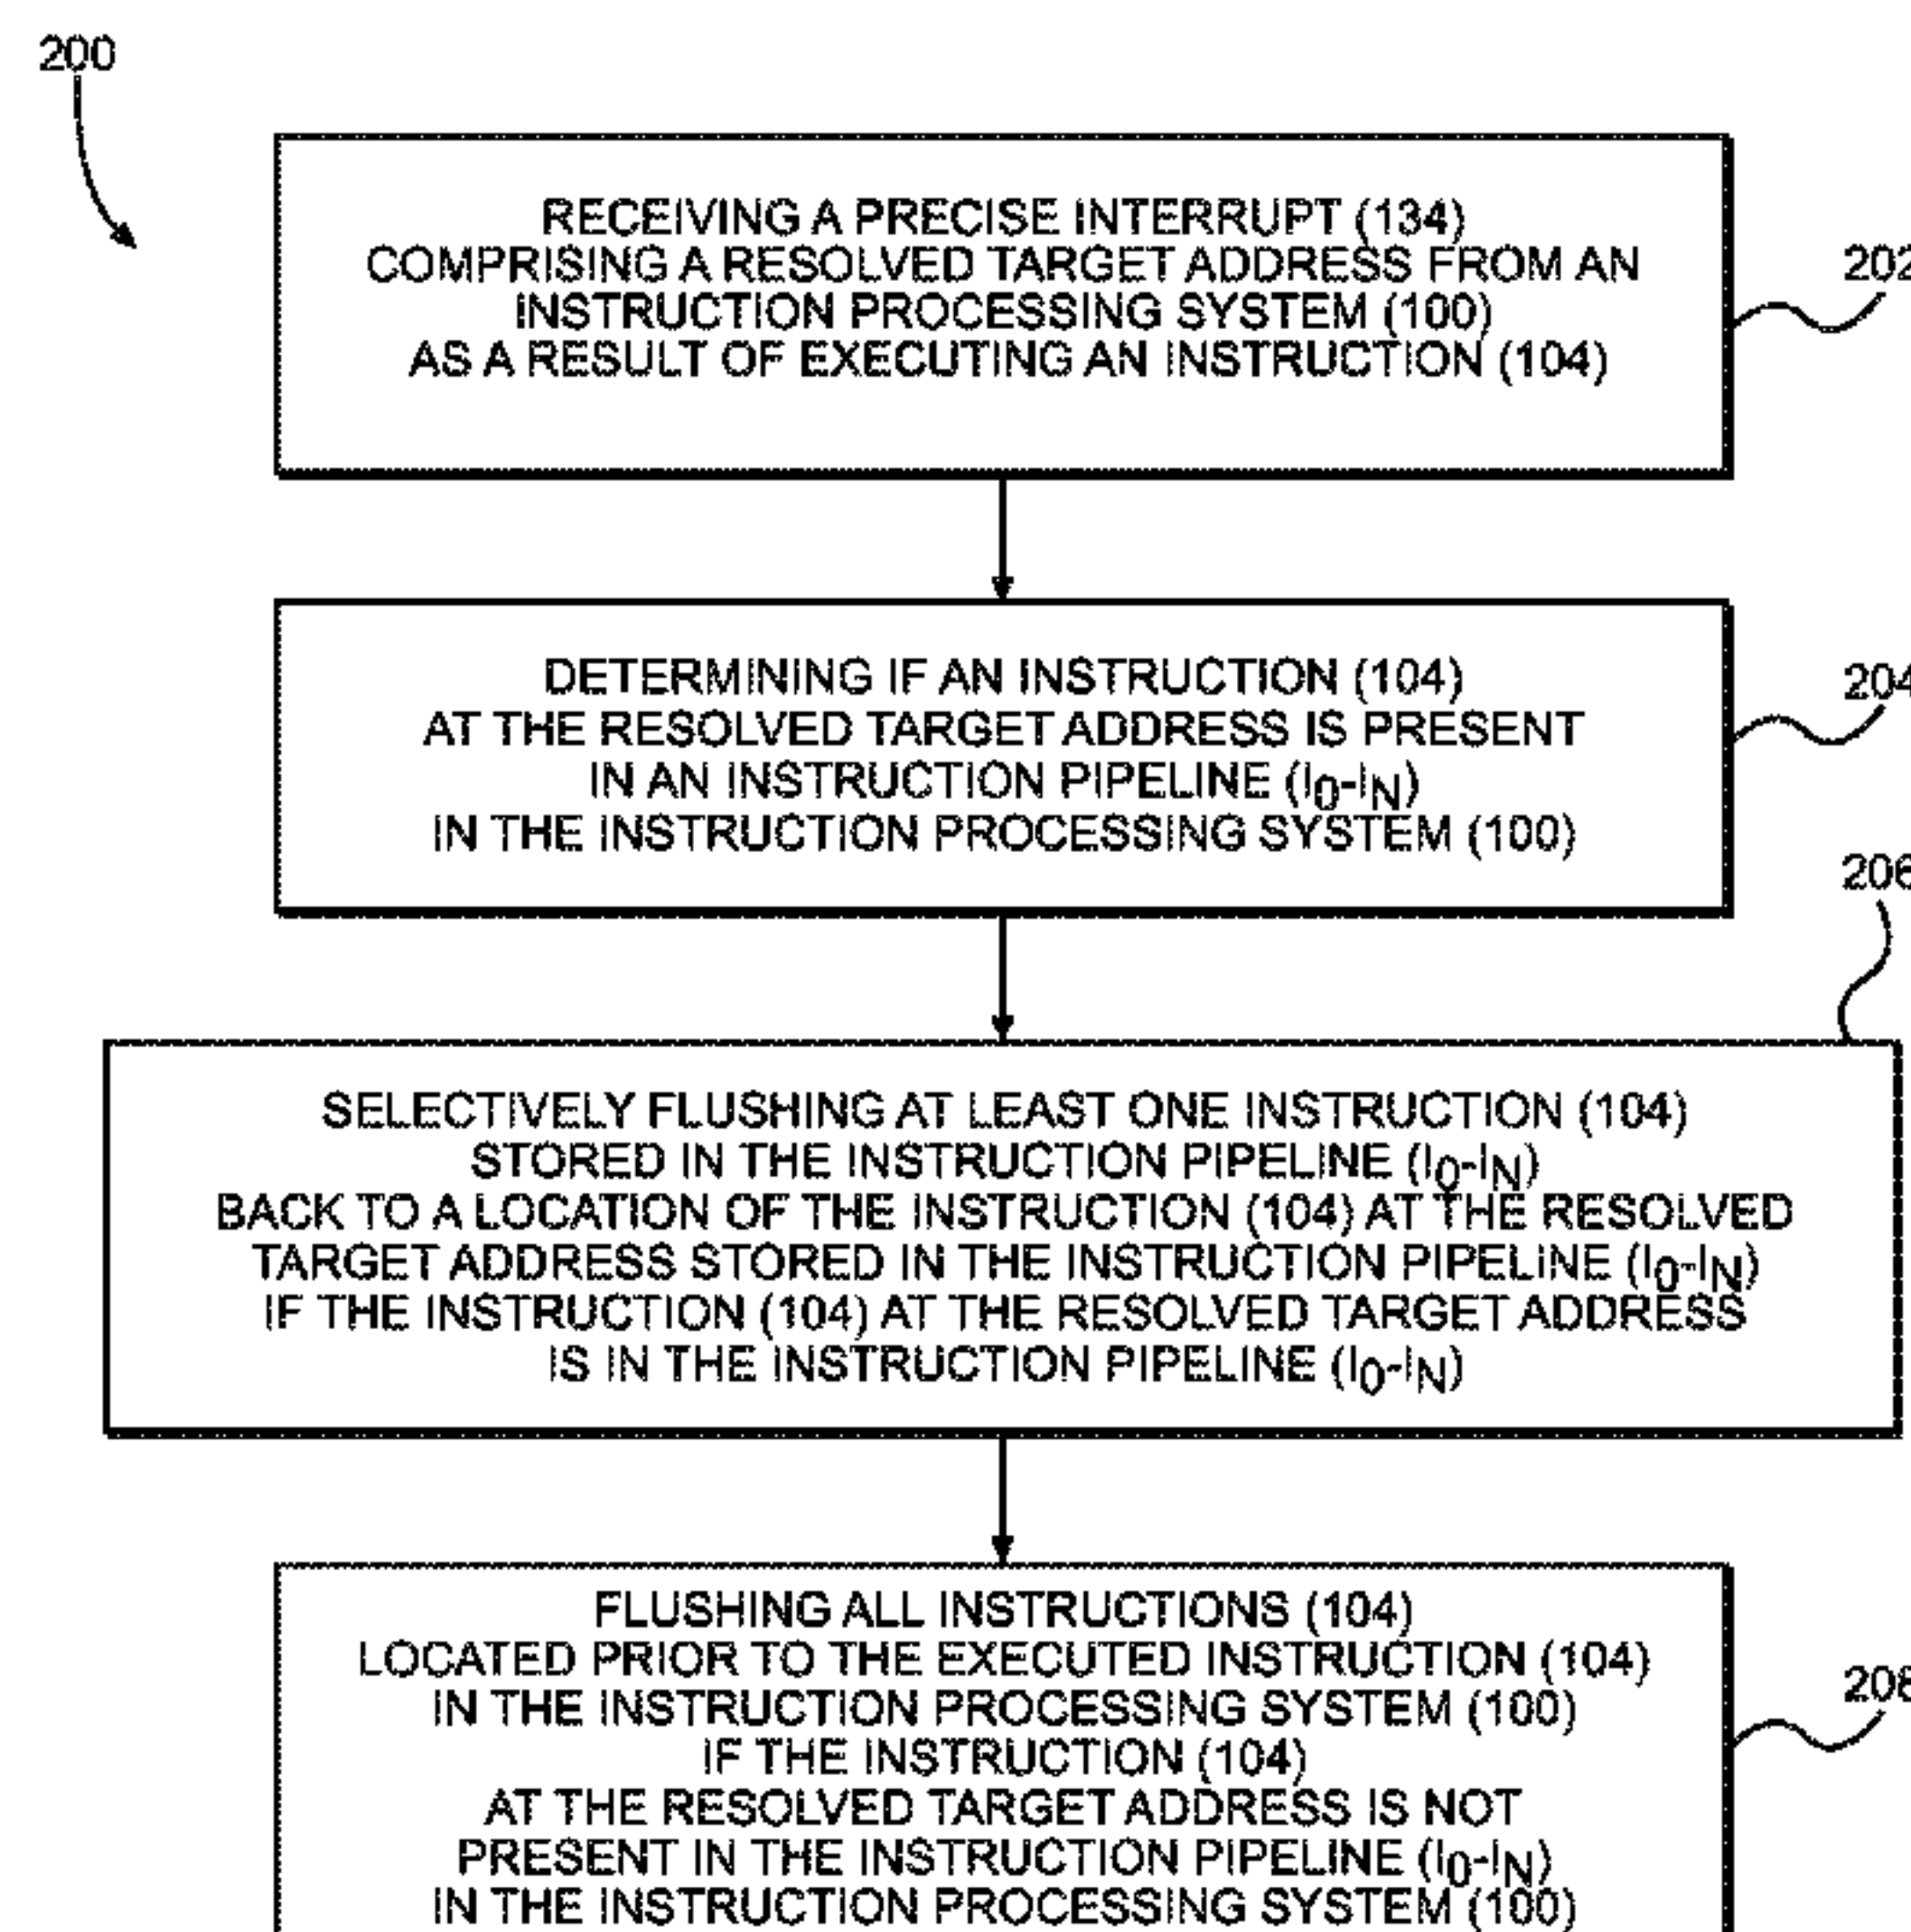 200
RECEIVING A PRECISE INTERRUPT (134)
COMPRISING A RESOLVED TARGET ADDRESS FROM AN
INSTRUCTION PROCESSING SYSTEM (100)
AS A RESULT OF EXECUTING AN INSTRUCTION (104)
202
DETERMINING IF AN INSTRUCTION (104)
AT THE RESOLVED TARGET ADDRESS IS PRESENT
IN AN INSTRUCTION PIPELINE (I0-IN)
IN THE INSTRUCTION PROCESSING SYSTEM (100)
204
206
SELECTIVELY FLUSHING AT LEAST ONE INSTRUCTION (104)
STORED IN THE INSTRUCTION PIPELINE (I0-IN)
BACK TO A LOCATION OF THE INSTRUCTION (104) AT THE RESOLVED
TARGET ADDRESS STORED IN THE INSTRUCTION PIPELINE (I0-IN)
IF THE INSTRUCTION (104) AT THE RESOLVED TARGET ADDRESS
IS IN THE INSTRUCTION PIPELINE (I0-IN)
FLUSHING ALL INSTRUCTIONS (104)
LOCATED PRIOR TO THE EXECUTED INSTRUCTION (104)
IN THE INSTRUCTION PROCESSING SYSTEM (100)
IF THE INSTRUCTION (104)
AT THE RESOLVED TARGET ADDRESS IS NOT
PRESENT IN THE INSTRUCTION PIPELINE (I0-IN)
IN THE INSTRUCTION PROCESSING SYSTEM (100)
208